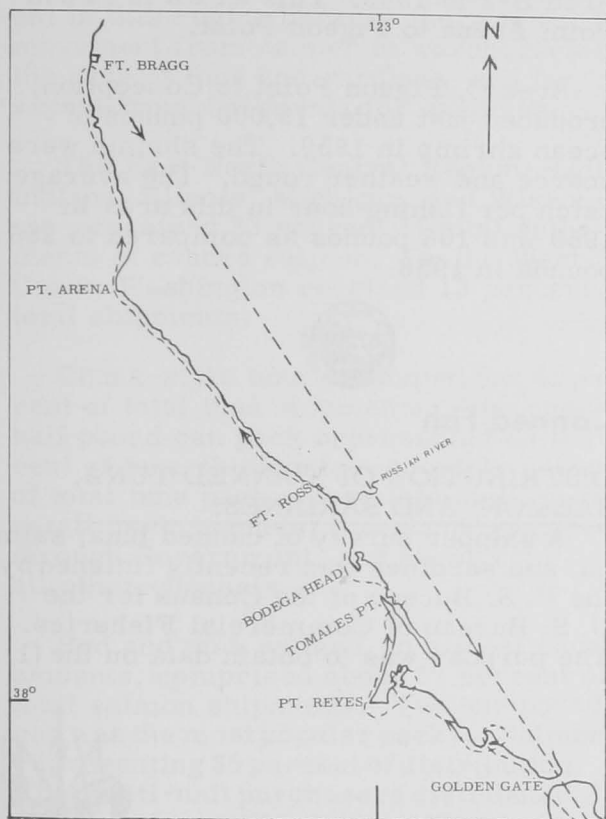 123°
N
FT. BRAGG
PT. ARENA
RUSSIAN RIVER
FT. ROSS
BODEGA HEAD
TOMALES PT.
38°
PT. REYES
GOLDEN GATE